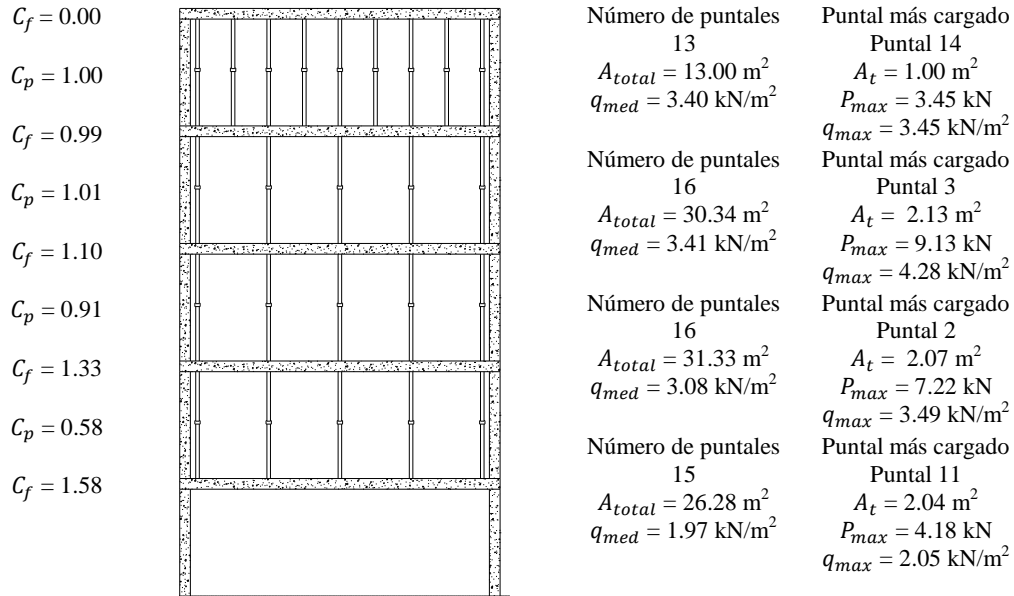 C_f = 0.00
C_p = 1.00
C_f = 0.99
C_p = 1.01
C_f = 1.10
C_p = 0.91
C_f = 1.33
C_p = 0.58
C_f = 1.58
Número de puntales
13
A_total = 13.00 m²
q_med = 3.40 kN/m²
Puntal más cargado
Puntal 14
A_t = 1.00 m²
P_max = 3.45 kN
q_max = 3.45 kN/m²
Número de puntales
16
A_total = 30.34 m²
q_med = 3.41 kN/m²
Puntal más cargado
Puntal 3
A_t = 2.13 m²
P_max = 9.13 kN
q_max = 4.28 kN/m²
Número de puntales
16
A_total = 31.33 m²
q_med = 3.08 kN/m²
Puntal más cargado
Puntal 2
A_t = 2.07 m²
P_max = 7.22 kN
q_max = 3.49 kN/m²
Número de puntales
15
A_total = 26.28 m²
q_med = 1.97 kN/m²
Puntal más cargado
Puntal 11
A_t = 2.04 m²
P_max = 4.18 kN
q_max = 2.05 kN/m²